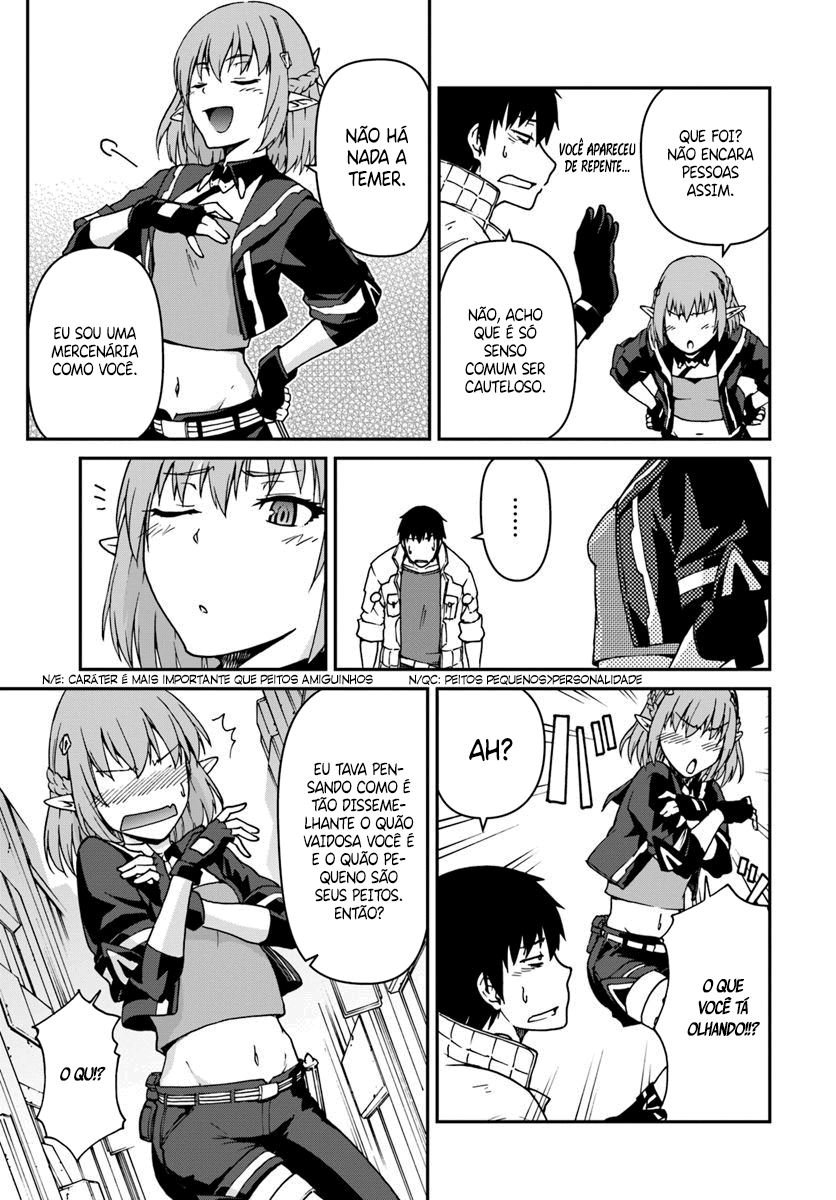 QUE FOI?
NÃO ENCARA
PESSOAS
ASSIM.
VOCÊ APARECEU
DE REPENTE...
NÃO, ACHO
QUE É SÓ
SENSO
COMUM SER
CAUTELOSO.
NÃO HÁ
NADA A
TEMER.
EU SOU UMA
MERCENÁRIA
COMO VOCÊ.
......
N/E: CARÁTER É MAIS IMPORTANTE QUE PEITOS AMIGUINHOS
N/QC: PEITOS PEQUENOS>PERSONALIDADE
AH?
O QUE
VOCÊ TÁ
OLHANDO!!?
EU TAVA PEN-
SANDO COMO É
TÃO DISSEME-
LHANTE O QUÃO
VAIDOSA VOCÊ É
E O QUÃO PE-
QUENO SÃO
SEUS PEITOS.
ENTÃO?
O QU!?